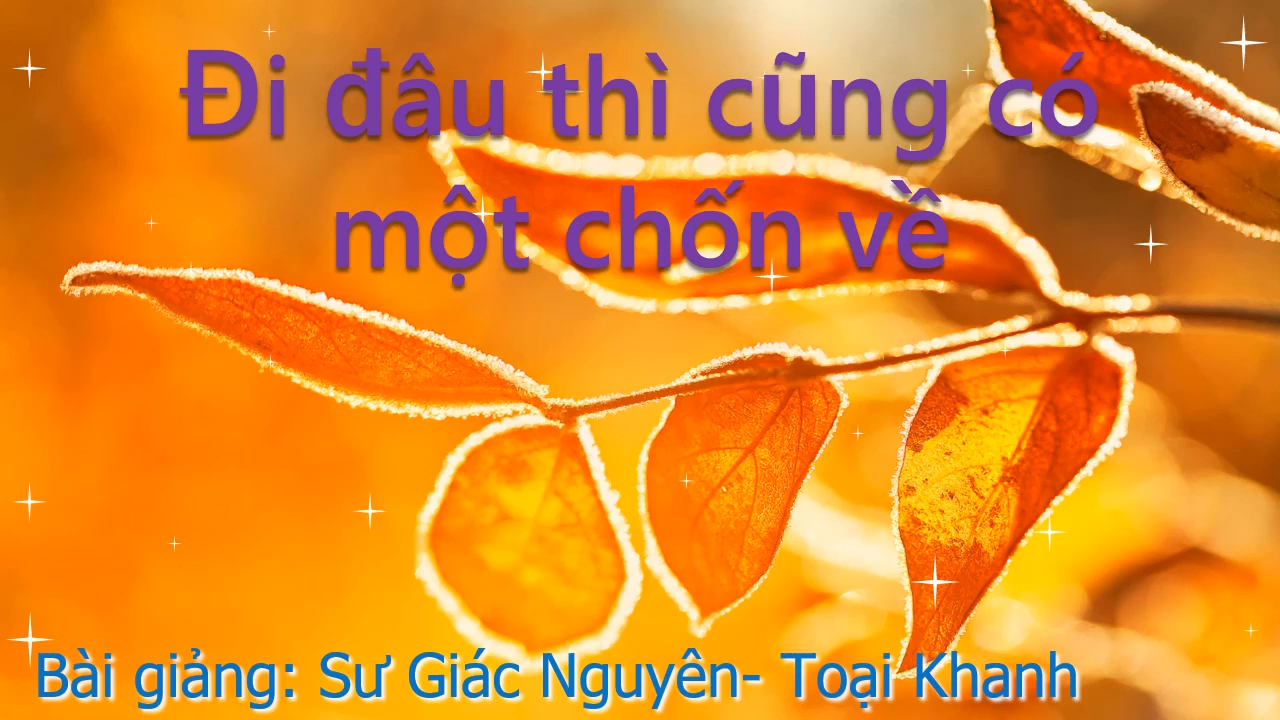 Đi đâu thì cũng có
một chốn về
Bài giảng: Sư Giác Nguyên- Toại Khanh